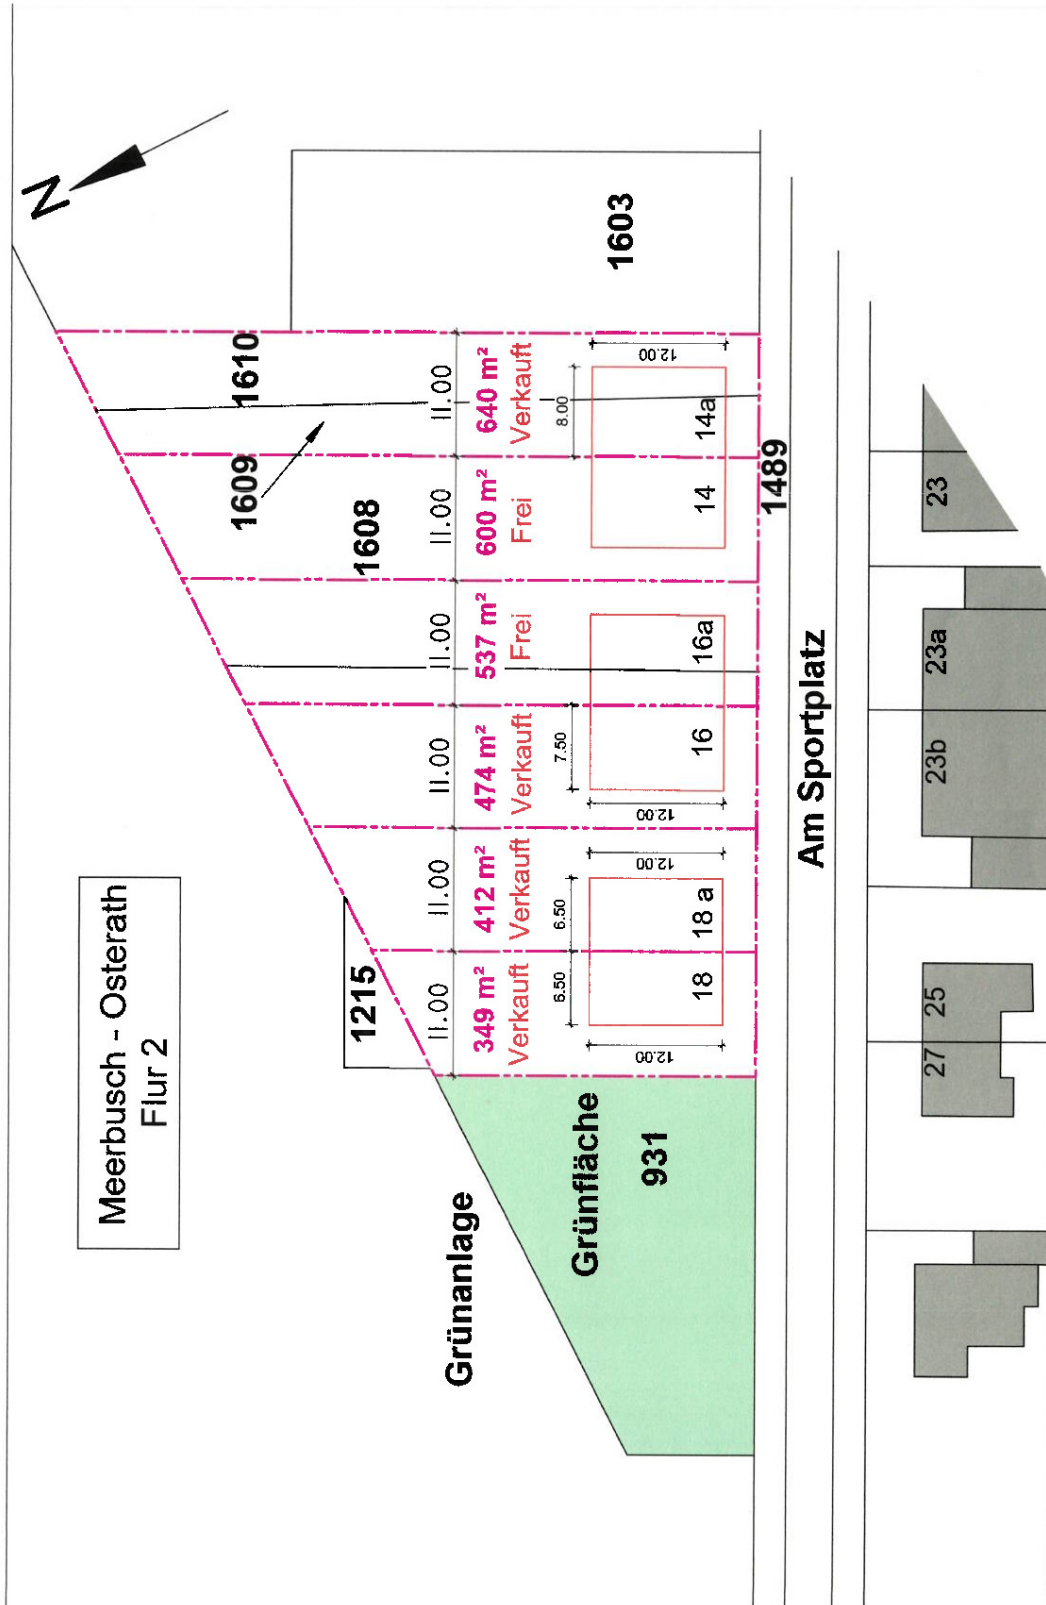 Meerbusch - Osterath
Flur 2
N
Grünanlage
Grünfläche
931
1215
1608
1609
1610
1603
11.00
11.00
11.00
11.00
11.00
11.00
349 m²
Verkauft
412 m²
Verkauft
474 m²
Verkauft
537 m²
Frei
600 m²
Frei
640 m²
Verkauft
6.50
6.50
7.50
8.00
12.00
12.00
12.00
12.00
18
18 a
16
16a
14
14a
1489
Am Sportplatz
27
25
23b
23a
23